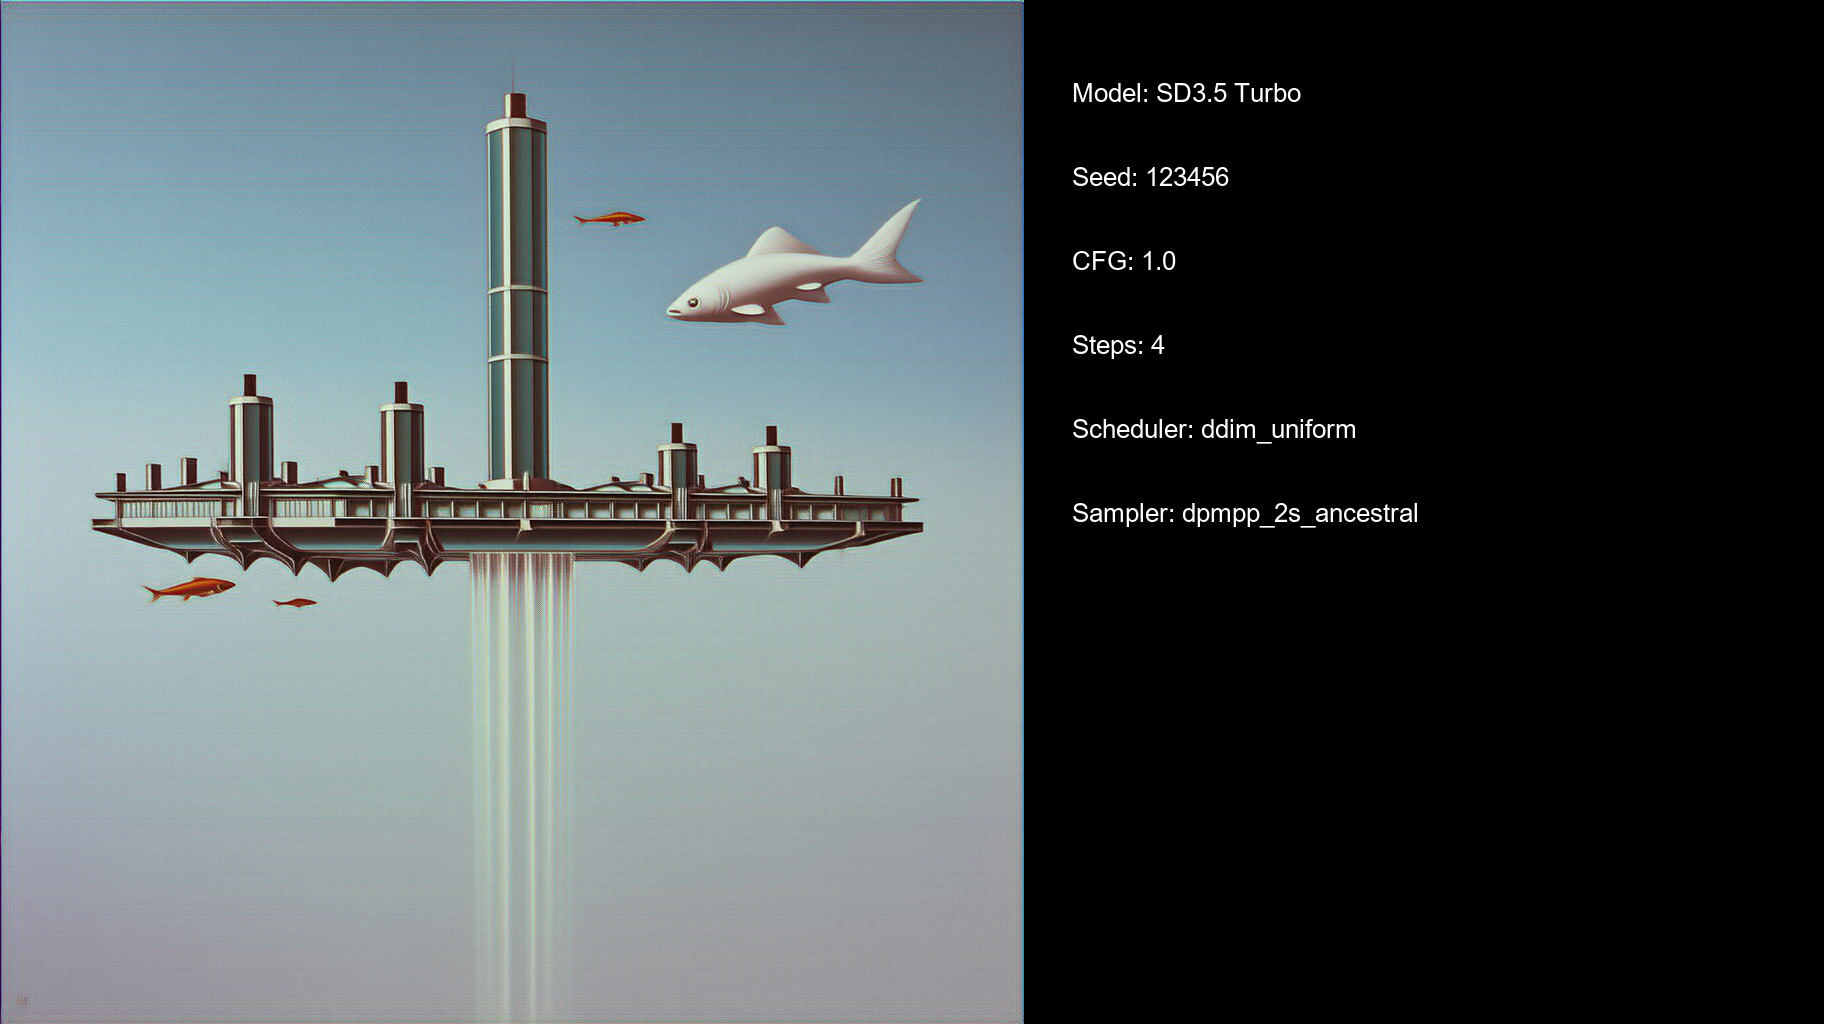 Model: SD3.5 Turbo
Seed: 123456
CFG: 1.0
Steps: 4
Scheduler: ddim_uniform
Sampler: dpmpp_2s_ancestral